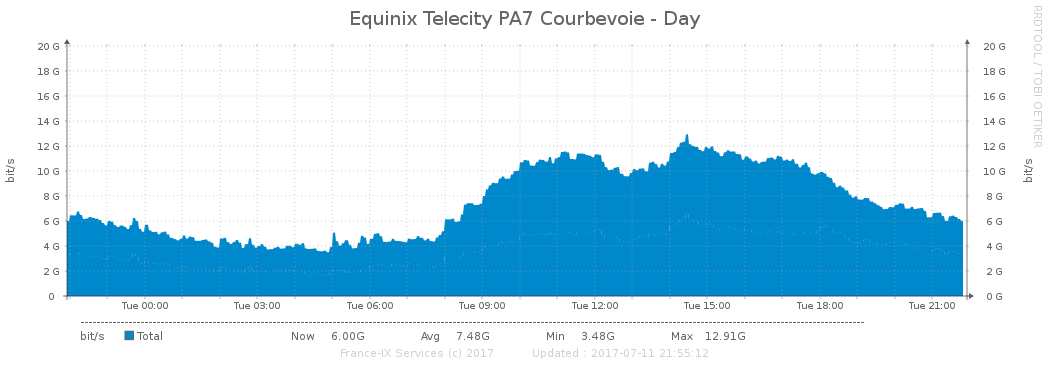 Equinix Telecity PA7 Courbevoie - Day
RRDTOOL / TOBI OETIKER
bit/s
20 G 20 G
18 G 18 G
16 G 16 G
14 G 14 G
12 G 12 G
10 G 10 G
8 G 8 G
6 G 6 G
4 G 4 G
2 G 2 G
0 0 G
bit/s
Tue 00:00 Tue 03:00 Tue 06:00 Tue 09:00 Tue 12:00 Tue 15:00 Tue 18:00 Tue 21:00
bit/s Total Now 6.00G Avg 7.48G Min 3.48G Max 12.91G
France-IX Services (c) 2017 Updated : 2017-07-11 21:55:12